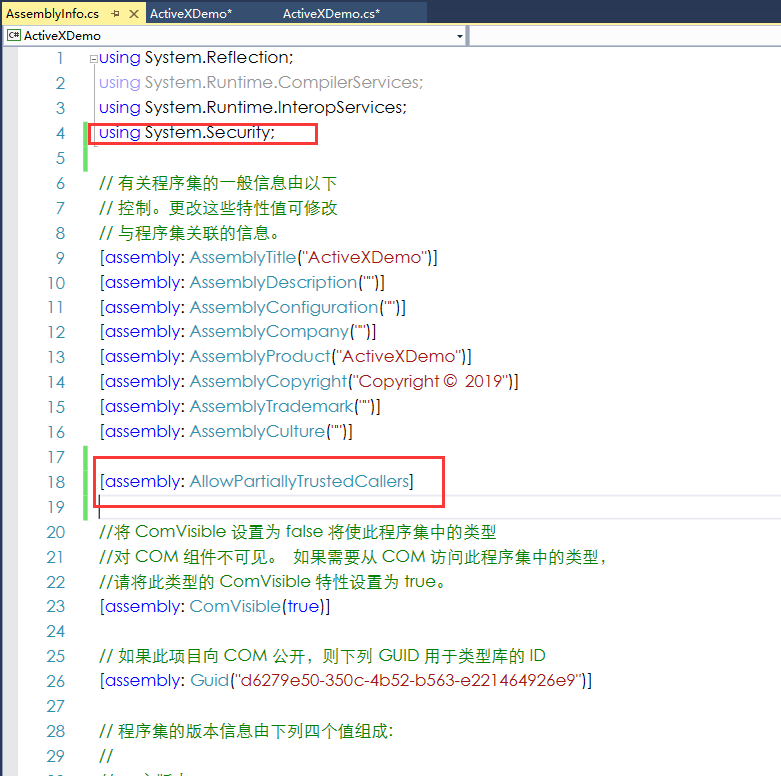 AssemblyInfo.cs ActiveXDemo* ActiveXDemo.cs*
C# ActiveXDemo
1 using System.Reflection;
2 using System.Runtime.CompilerServices;
3 using System.Runtime.InteropServices;
4 using System.Security;
5
6 // 有关程序集的一般信息由以下
7 // 控制。更改这些特性值可修改
8 // 与程序集关联的信息。
9 [assembly: AssemblyTitle("ActiveXDemo")]
10 [assembly: AssemblyDescription("")]
11 [assembly: AssemblyConfiguration("")]
12 [assembly: AssemblyCompany("")]
13 [assembly: AssemblyProduct("ActiveXDemo")]
14 [assembly: AssemblyCopyright("Copyright © 2019")]
15 [assembly: AssemblyTrademark("")]
16 [assembly: AssemblyCulture("")]
17
18 [assembly: AllowPartiallyTrustedCallers]
19
20 //将 ComVisible 设置为 false 将使此程序集中的类型
21 //对 COM 组件不可见。 如果需要从 COM 访问此程序集中的类型，
22 //请将此类型的 ComVisible 特性设置为 true。
23 [assembly: ComVisible(true)]
24
25 // 如果此项目向 COM 公开，则下列 GUID 用于类型库的 ID
26 [assembly: Guid("d6279e50-350c-4b52-b563-e221464926e9")]
27
28 // 程序集的版本信息由下列四个值组成:
29 //